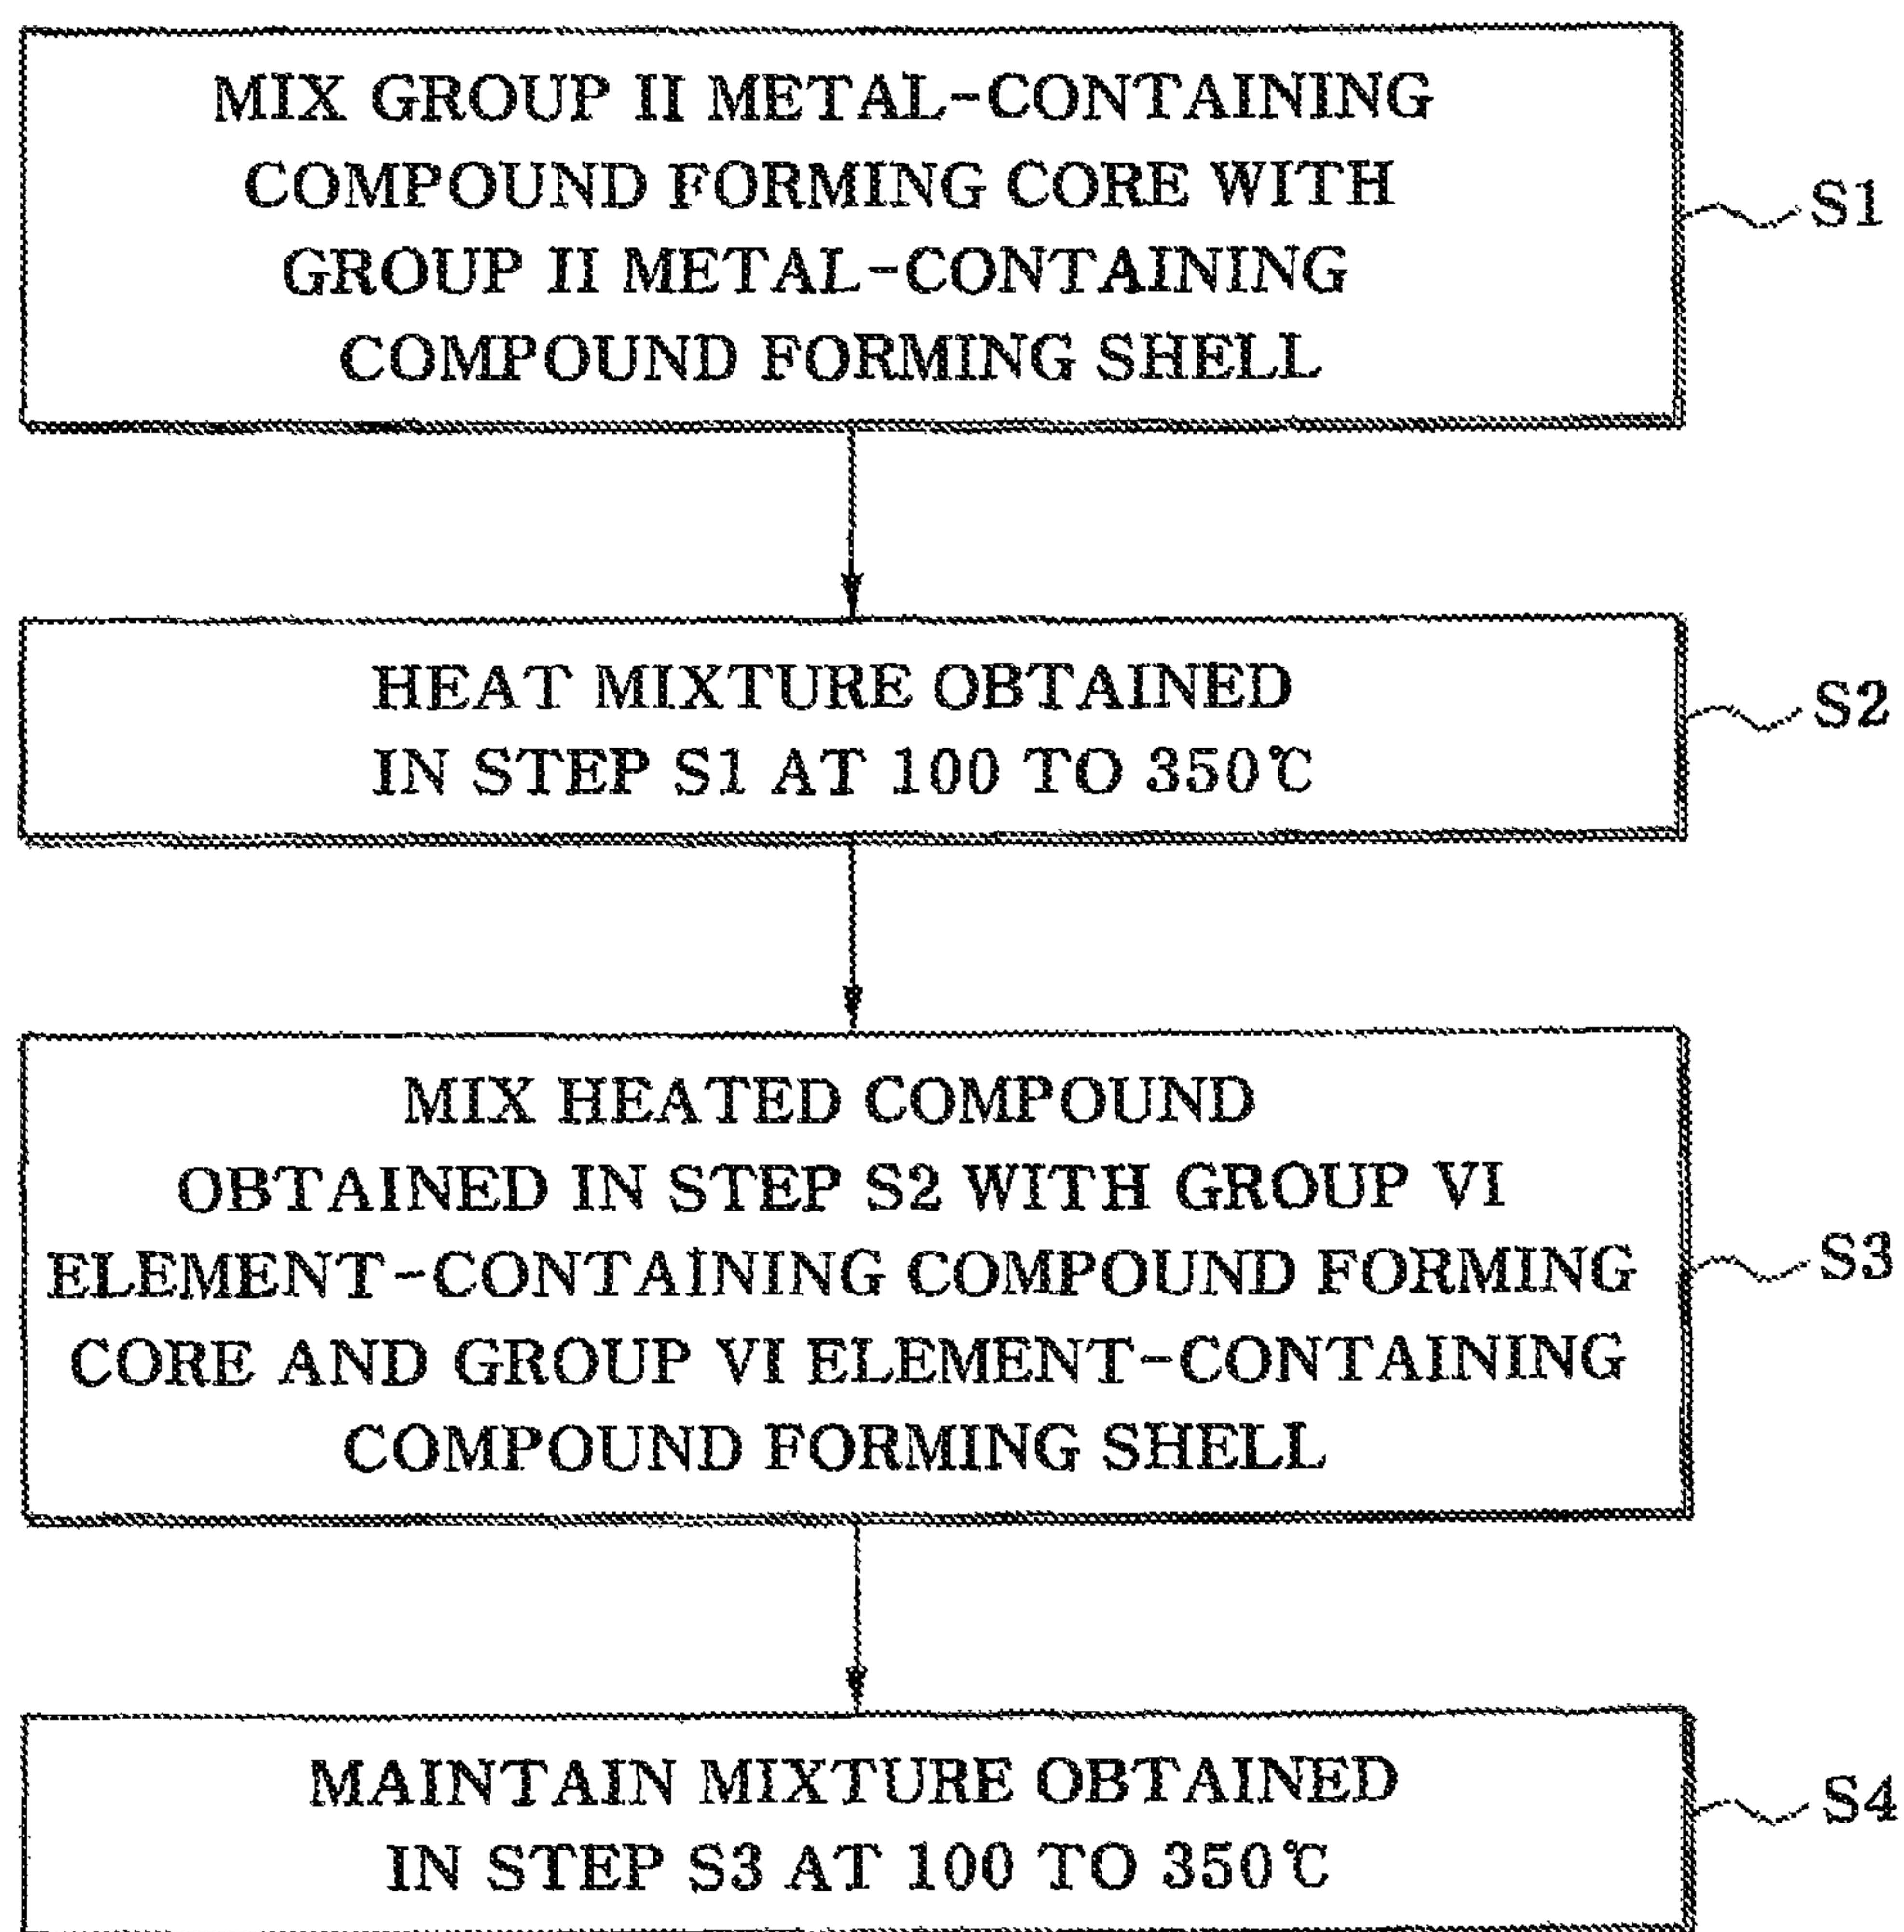 MIX GROUP II METAL-CONTAINING
COMPOUND FORMING CORE WITH
GROUP II METAL-CONTAINING
COMPOUND FORMING SHELL
S1
HEAT MIXTURE OBTAINED
IN STEP S1 AT 100 TO 350℃
S2
MIX HEATED COMPOUND
OBTAINED IN STEP S2 WITH GROUP VI
ELEMENT-CONTAINING COMPOUND FORMING
CORE AND GROUP VI ELEMENT-CONTAINING
COMPOUND FORMING SHELL
S3
MAINTAIN MIXTURE OBTAINED
IN STEP S3 AT 100 TO 350℃
S4